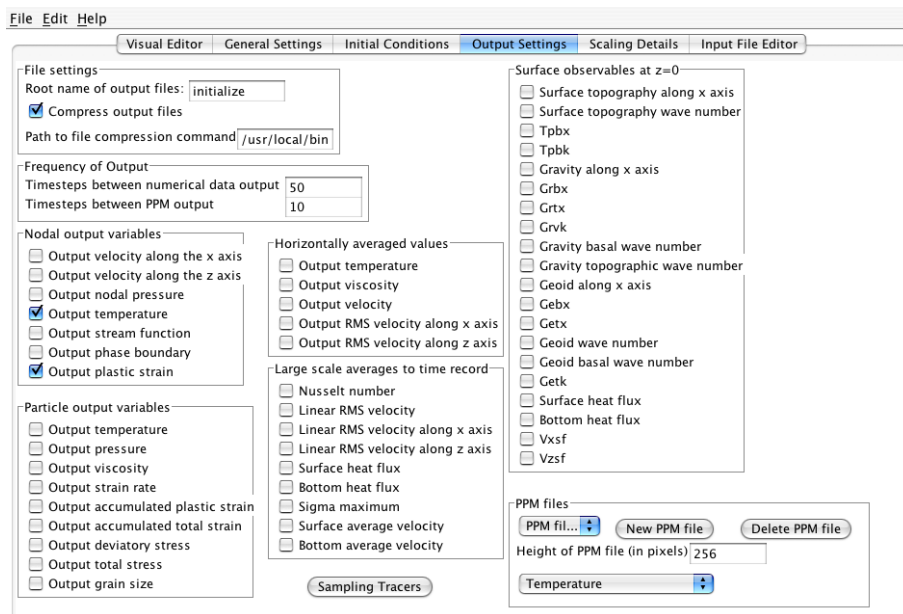 File Edit Help
Visual Editor General Settings Initial Conditions Output Settings Scaling Details Input File Editor
File settings
Root name of output files: initialize
Compress output files
Path to file compression command /usr/local/bin
Frequency of Output
Timesteps between numerical data output 50
Timesteps between PPM output 10
Nodal output variables
Output velocity along the x axis
Output velocity along the z axis
Output nodal pressure
Output temperature
Output stream function
Output phase boundary
Output plastic strain
Particle output variables
Output temperature
Output pressure
Output viscosity
Output strain rate
Output accumulated plastic strain
Output accumulated total strain
Output deviatory stress
Output total stress
Output grain size
Horizontally averaged values
Output temperature
Output viscosity
Output velocity
Output RMS velocity along x axis
Output RMS velocity along z axis
Large scale averages to time record
Nusselt number
Linear RMS velocity
Linear RMS velocity along x axis
Linear RMS velocity along z axis
Surface heat flux
Bottom heat flux
Sigma maximum
Surface average velocity
Bottom average velocity
Sampling Tracers
Surface observables at z=0
Surface topography along x axis
Surface topography wave number
Tpbx
Tpbk
Gravity along x axis
Grbx
Grtx
Grvk
Gravity basal wave number
Gravity topographic wave number
Geoid along x axis
Gebx
Getx
Geoid wave number
Geoid basal wave number
Getk
Surface heat flux
Bottom heat flux
Vxsf
Vzsf
PPM files
PPM fil... New PPM file Delete PPM file
Height of PPM file (in pixels) 256
Temperature